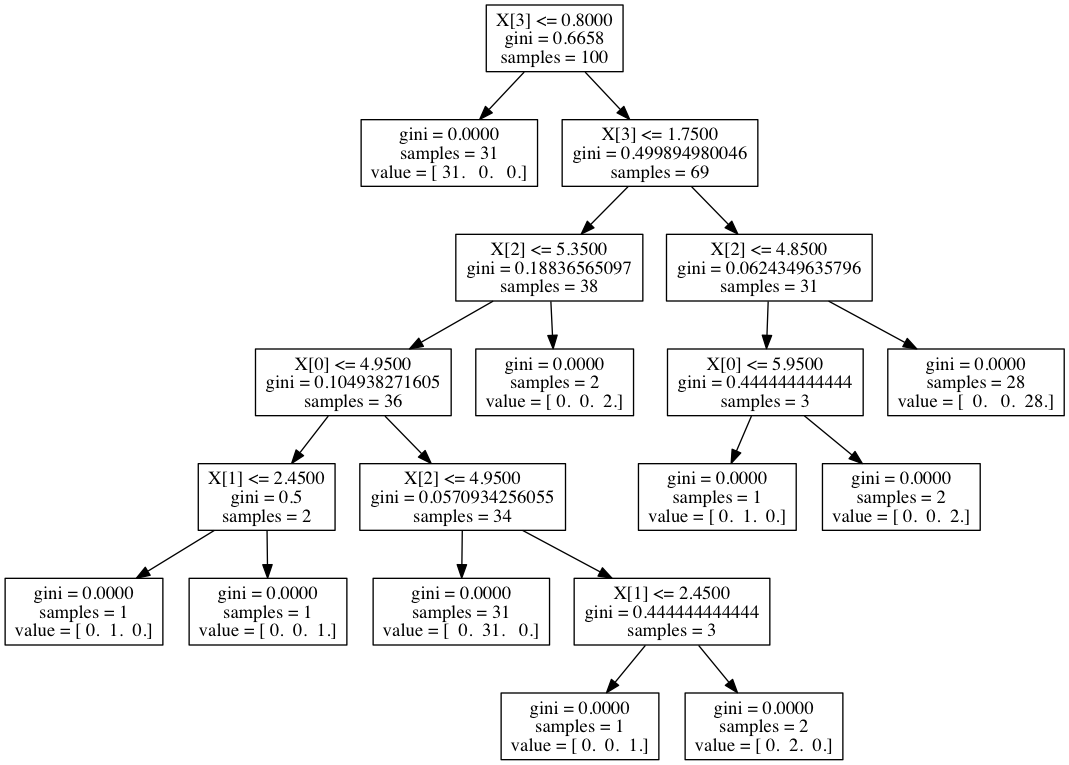 X[3] <= 0.8000
gini = 0.6658
samples = 100
gini = 0.0000
samples = 31
value = [ 31. 0. 0.]
X[3] <= 1.7500
gini = 0.499894980046
samples = 69
X[2] <= 5.3500
gini = 0.18836565097
samples = 38
X[2] <= 4.8500
gini = 0.0624349635796
samples = 31
X[0] <= 4.9500
gini = 0.104938271605
samples = 36
gini = 0.0000
samples = 2
value = [ 0. 0. 2.]
X[0] <= 5.9500
gini = 0.444444444444
samples = 3
gini = 0.0000
samples = 28
value = [ 0. 0. 28.]
X[1] <= 2.4500
gini = 0.5
samples = 2
X[2] <= 4.9500
gini = 0.0570934256055
samples = 34
gini = 0.0000
samples = 1
value = [ 0. 1. 0.]
gini = 0.0000
samples = 2
value = [ 0. 0. 2.]
gini = 0.0000
samples = 1
value = [ 0. 1. 0.]
gini = 0.0000
samples = 1
value = [ 0. 0. 1.]
gini = 0.0000
samples = 31
value = [ 0. 31. 0.]
X[1] <= 2.4500
gini = 0.444444444444
samples = 3
gini = 0.0000
samples = 1
value = [ 0. 0. 1.]
gini = 0.0000
samples = 2
value = [ 0. 2. 0.]